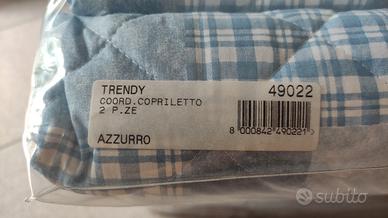 TRENDY 49022
COORD.COPRILETTO
2 P.ZE
8 000842 490221
AZZURRO
subito